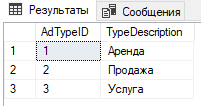 Результаты Сообщения
AdTypeID TypeDescription
1 1 Аренда
2 2 Продажа
3 3 Услуга